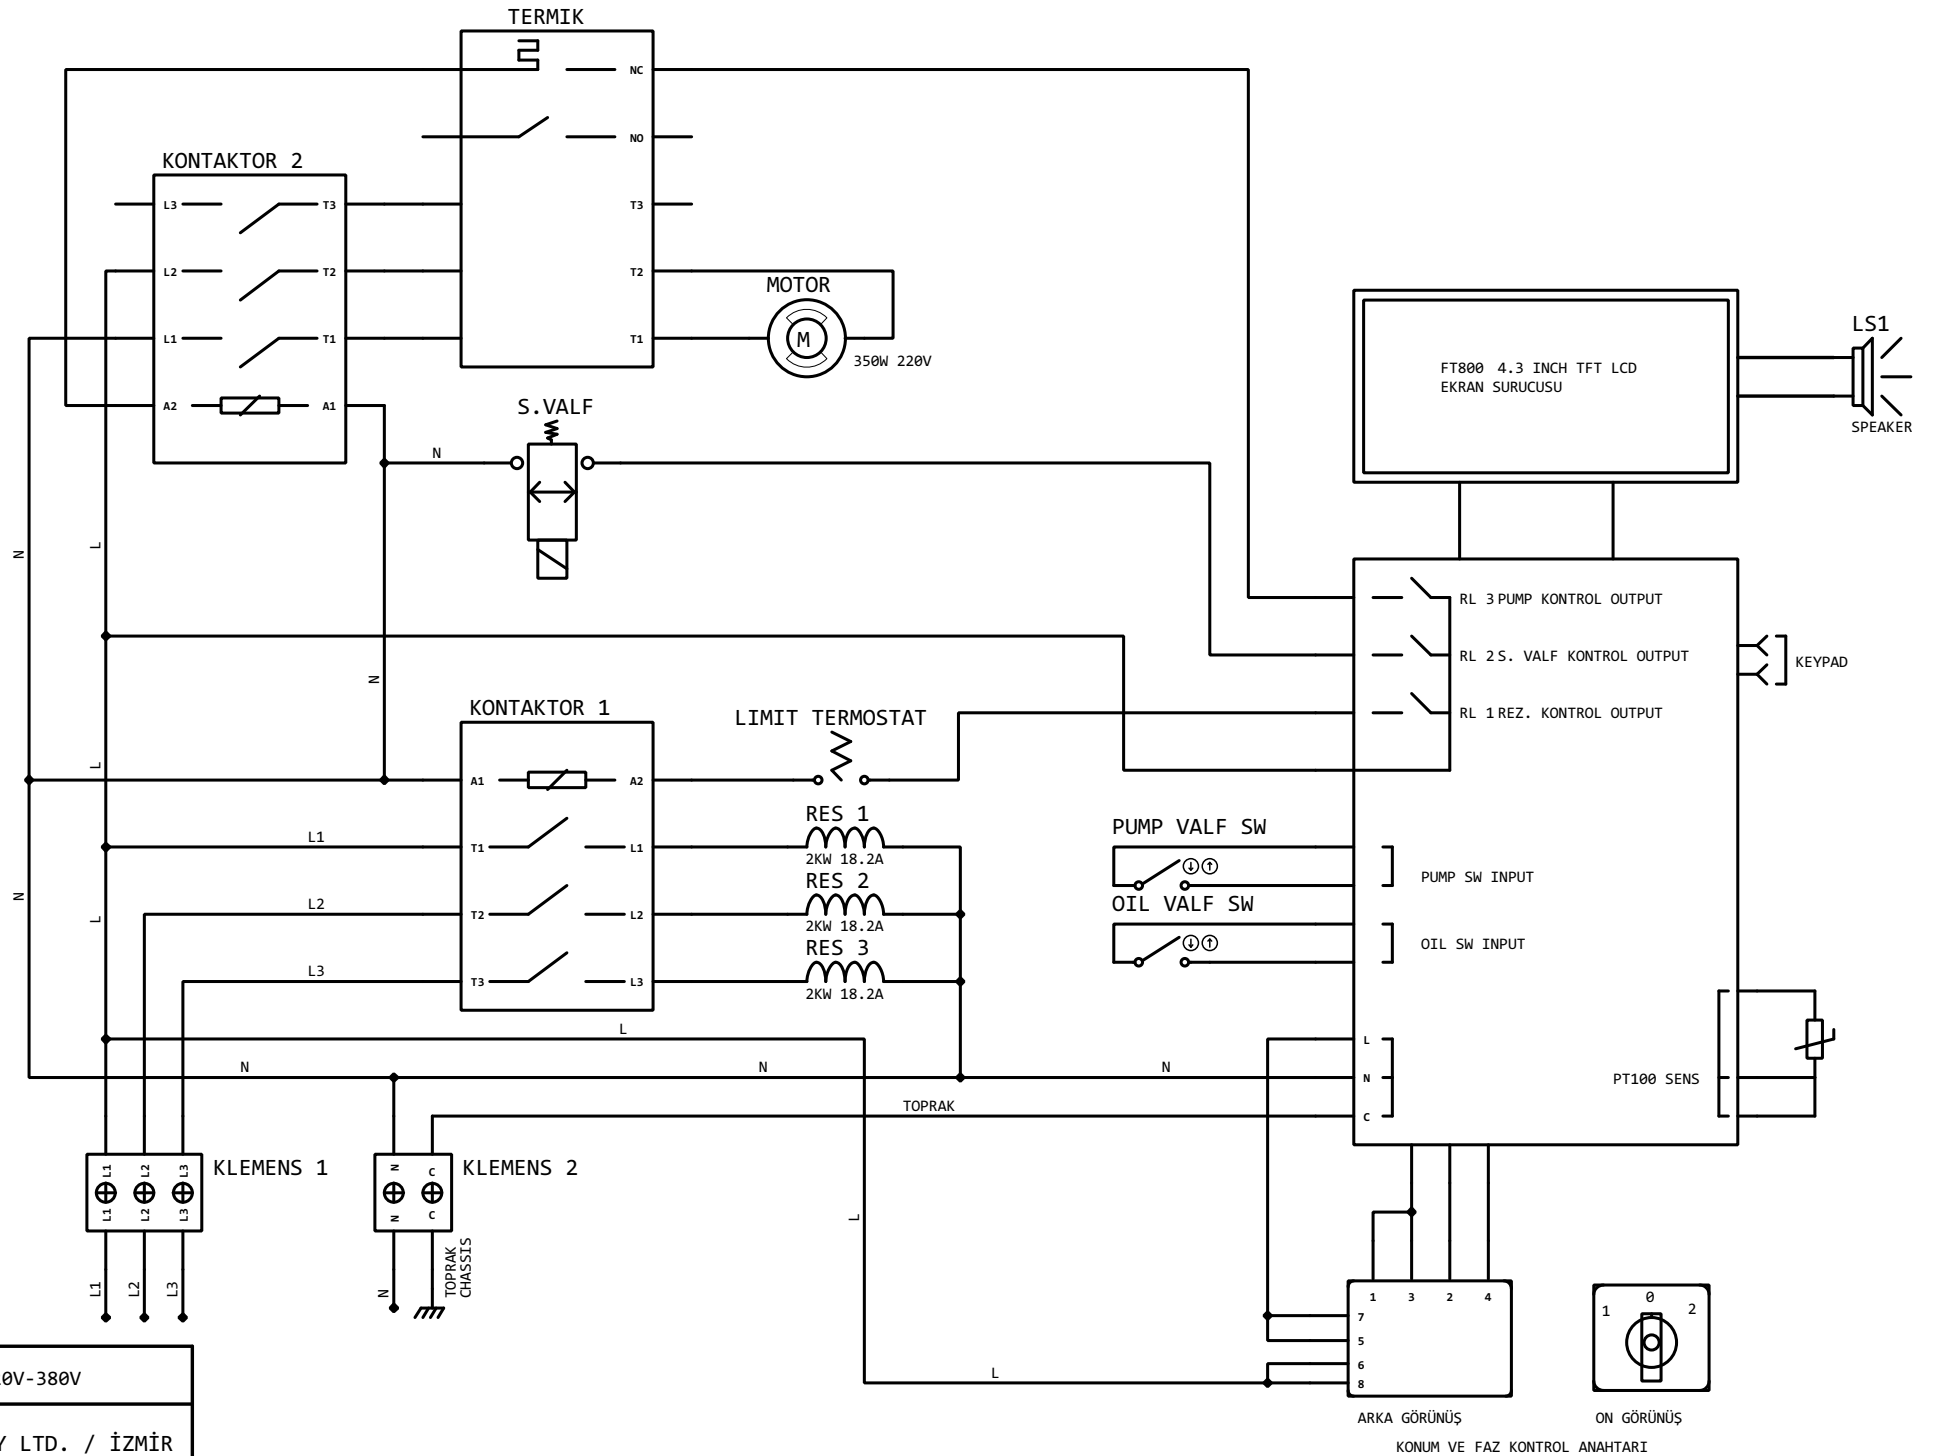 TERMIK
NC
NO
T3
T2
T1
KONTAKTOR 2
L3
T3
L2
T2
L1
T1
A2
A1
MOTOR
M
350W 220V
S.VALF
N
FT800 4.3 INCH TFT LCD
EKRAN SURUCUSU
LS1
SPEAKER
N
L
N
L
N
L
RL 3 PUMP KONTROL OUTPUT
RL 2 S. VALF KONTROL OUTPUT
RL 1 REZ. KONTROL OUTPUT
KEYPAD
KONTAKTOR 1
A1
A2
T1
L1
T2
L2
T3
L3
L1
L2
L3
LIMIT TERMOSTAT
RES 1
2KW 18.2A
RES 2
2KW 18.2A
RES 3
2KW 18.2A
PUMP VALF SW
PUMP SW INPUT
OIL VALF SW
OIL SW INPUT
L
N
C
PT100 SENS
L
N
N
N
TOPRAK
L1 L2 L3
KLEMENS 1
L1 L2 L3
L1 L2 L3
N C
KLEMENS 2
N C
N
TOPRAK
CHASSIS
L
L
1 3 2 4
7
5
6
8
ARKA GÖRÜNÜŞ
1 0 2
ON GÖRÜNÜŞ
KONUM VE FAZ KONTROL ANAHTARI
0V-380V
LTD. / İZMİR